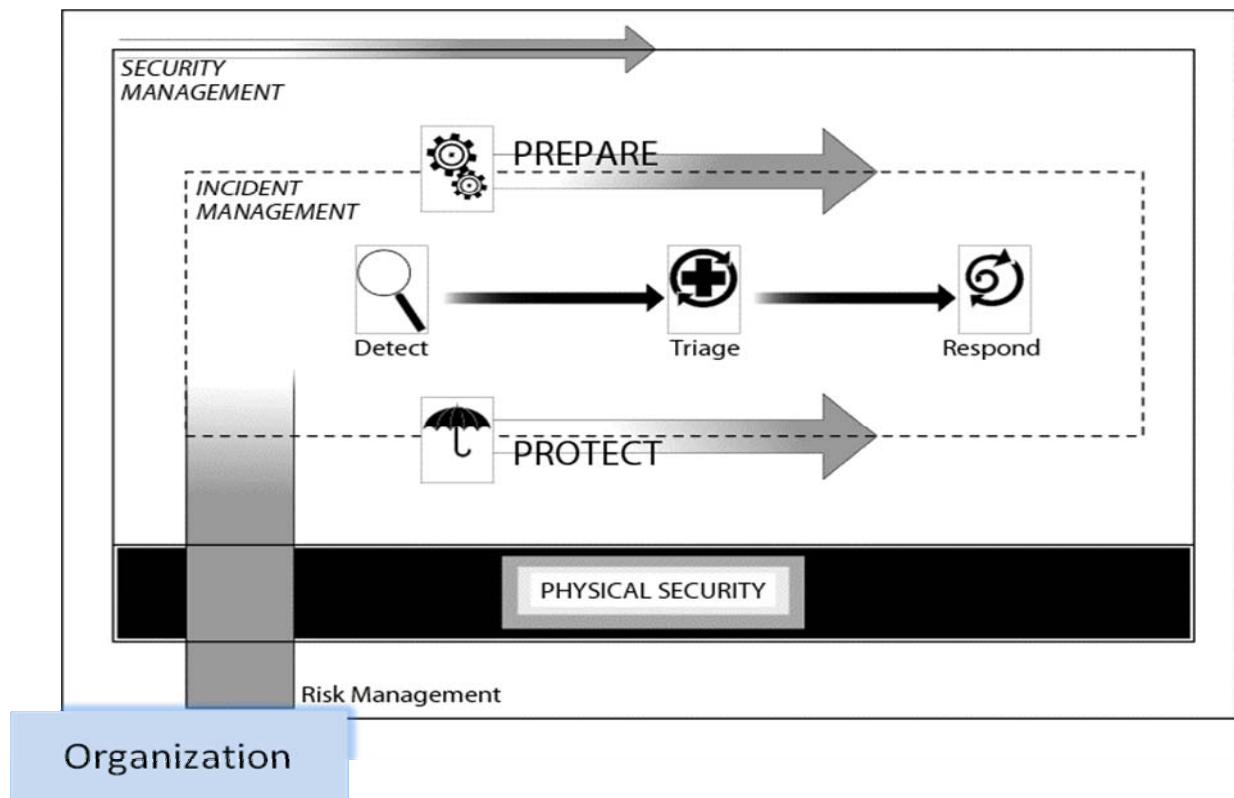 SECURITY
MANAGEMENT
PREPARE
INCIDENT
MANAGEMENT
Detect
Triage
Respond
PROTECT
PHYSICAL SECURITY
Risk Management
Organization